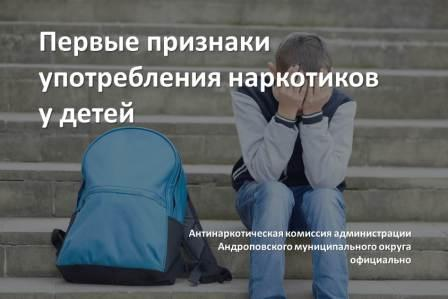 Первые признаки
употребления наркотиков
у детей
Антинаркотическая комиссия администрации
Андроповского муниципального округа
официально